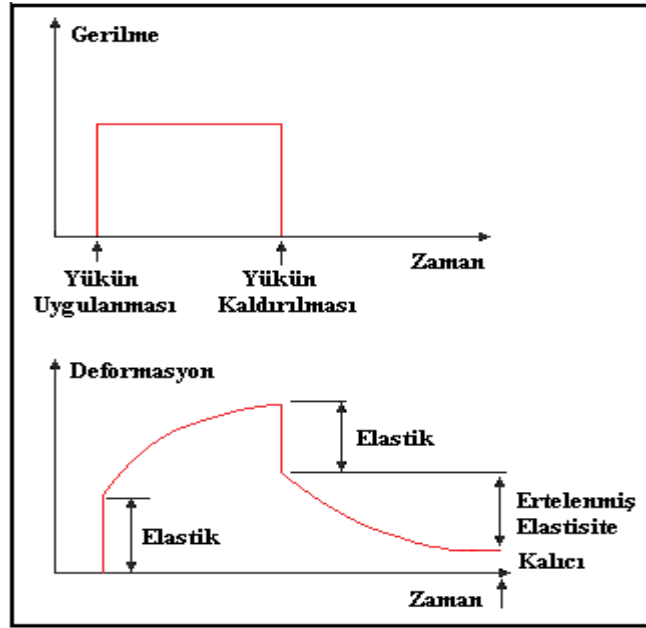 Gerilme
Zaman
Yükün
Uygulanması
Yükün
Kaldırılması
Deformasyon
Elastik
Elastik
Ertelenmiş
Elastisite
Kalıcı
Zaman